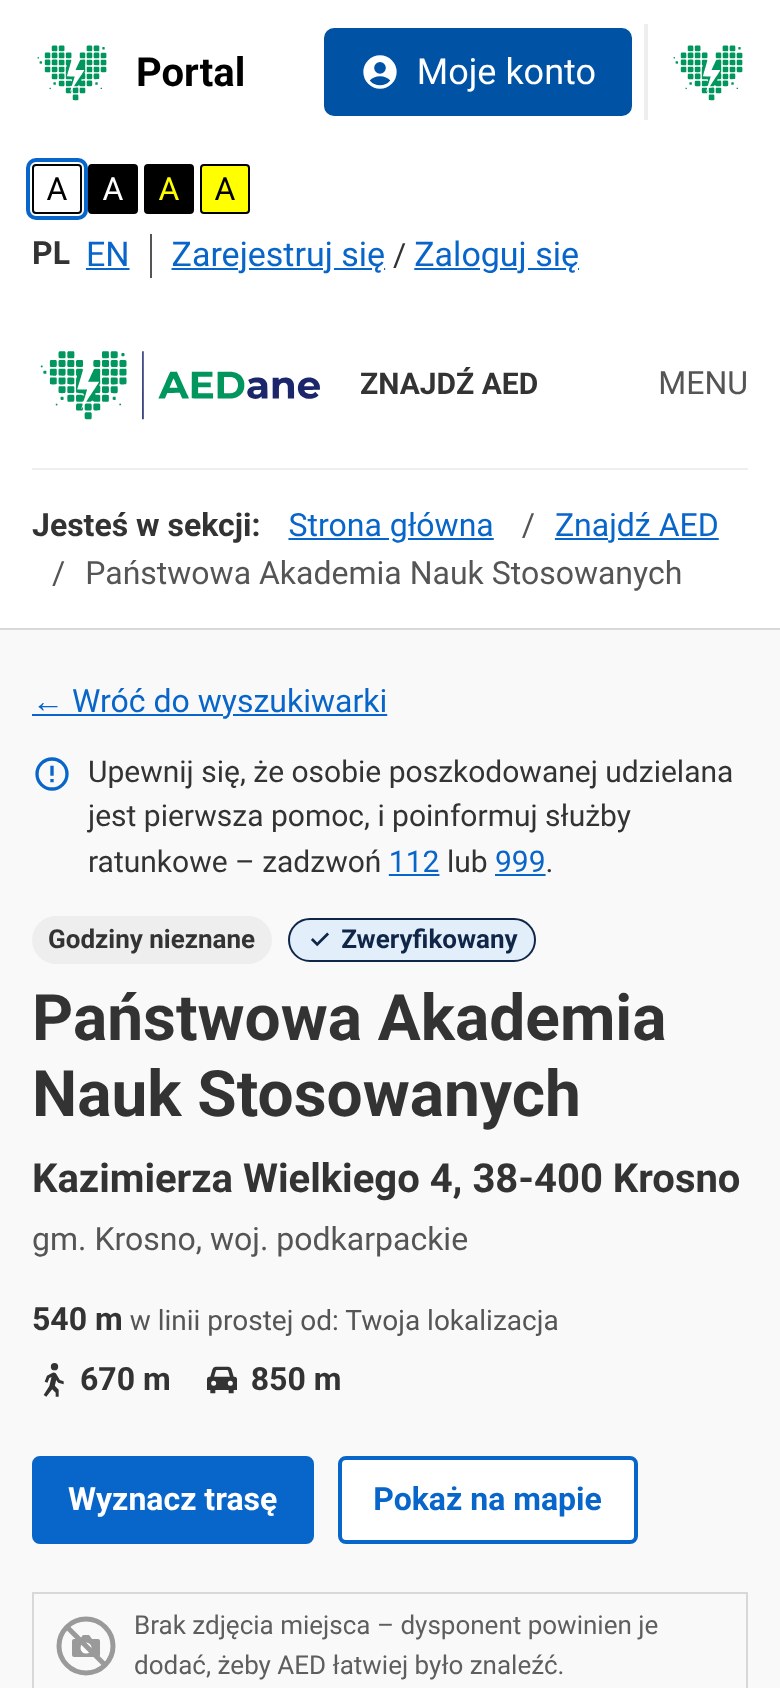 Portal
Moje konto
A A A A
PL EN Zarejestruj się / Zaloguj się
AEDane ZNAJDŹ AED MENU
Jesteś w sekcji: Strona główna / Znajdź AED
/ Państwowa Akademia Nauk Stosowanych
← Wróć do wyszukiwarki
Upewnij się, że osobie poszkodowanej udzielana
jest pierwsza pomoc, i poinformuj służby
ratunkowe – zadzwoń 112 lub 999.
Godziny nieznane ✓ Zweryfikowany
Państwowa Akademia
Nauk Stosowanych
Kazimierza Wielkiego 4, 38-400 Krosno
gm. Krosno, woj. podkarpackie
540 m w linii prostej od: Twoja lokalizacja
670 m 850 m
Wyznacz trasę Pokaż na mapie
Brak zdjęcia miejsca – dysponent powinien je
dodać, żeby AED łatwiej było znaleźć.